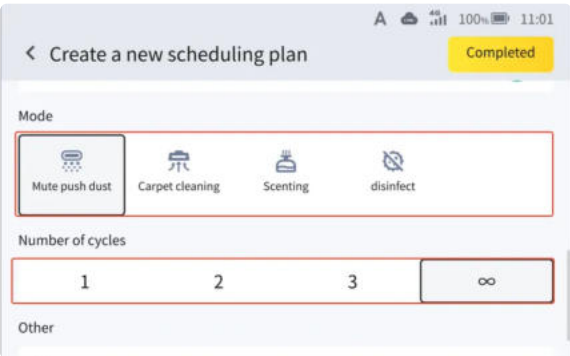 A 4G 100% 11:01
Create a new scheduling plan Completed
Mode
Mute push dust Carpet cleaning Scenting disinfect
Number of cycles
1 2 3 ∞
Other